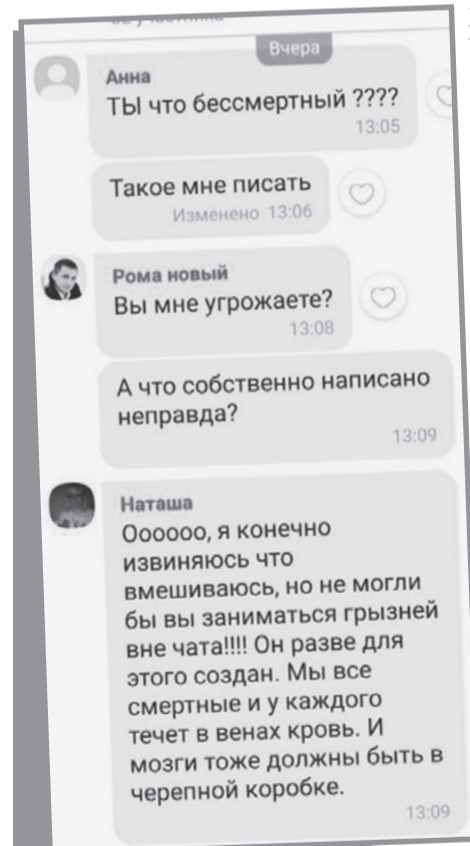 Вчера
Анна
ТЫ что бессмертный ????
13:05
Такое мне писать
Изменено 13:06
Рома новый
Вы мне угрожаете?
13:08
А что собственно написано
неправда?
13:09
Наташа
Оооооо, я конечно
извиняюсь что
вмешиваюсь, но не могли
бы вы заниматься грызней
вне чата!!!! Он разве для
этого создан. Мы все
смертные и у каждого
течет в венах кровь. И
мозги тоже должны быть в
черепной коробке.
13:09